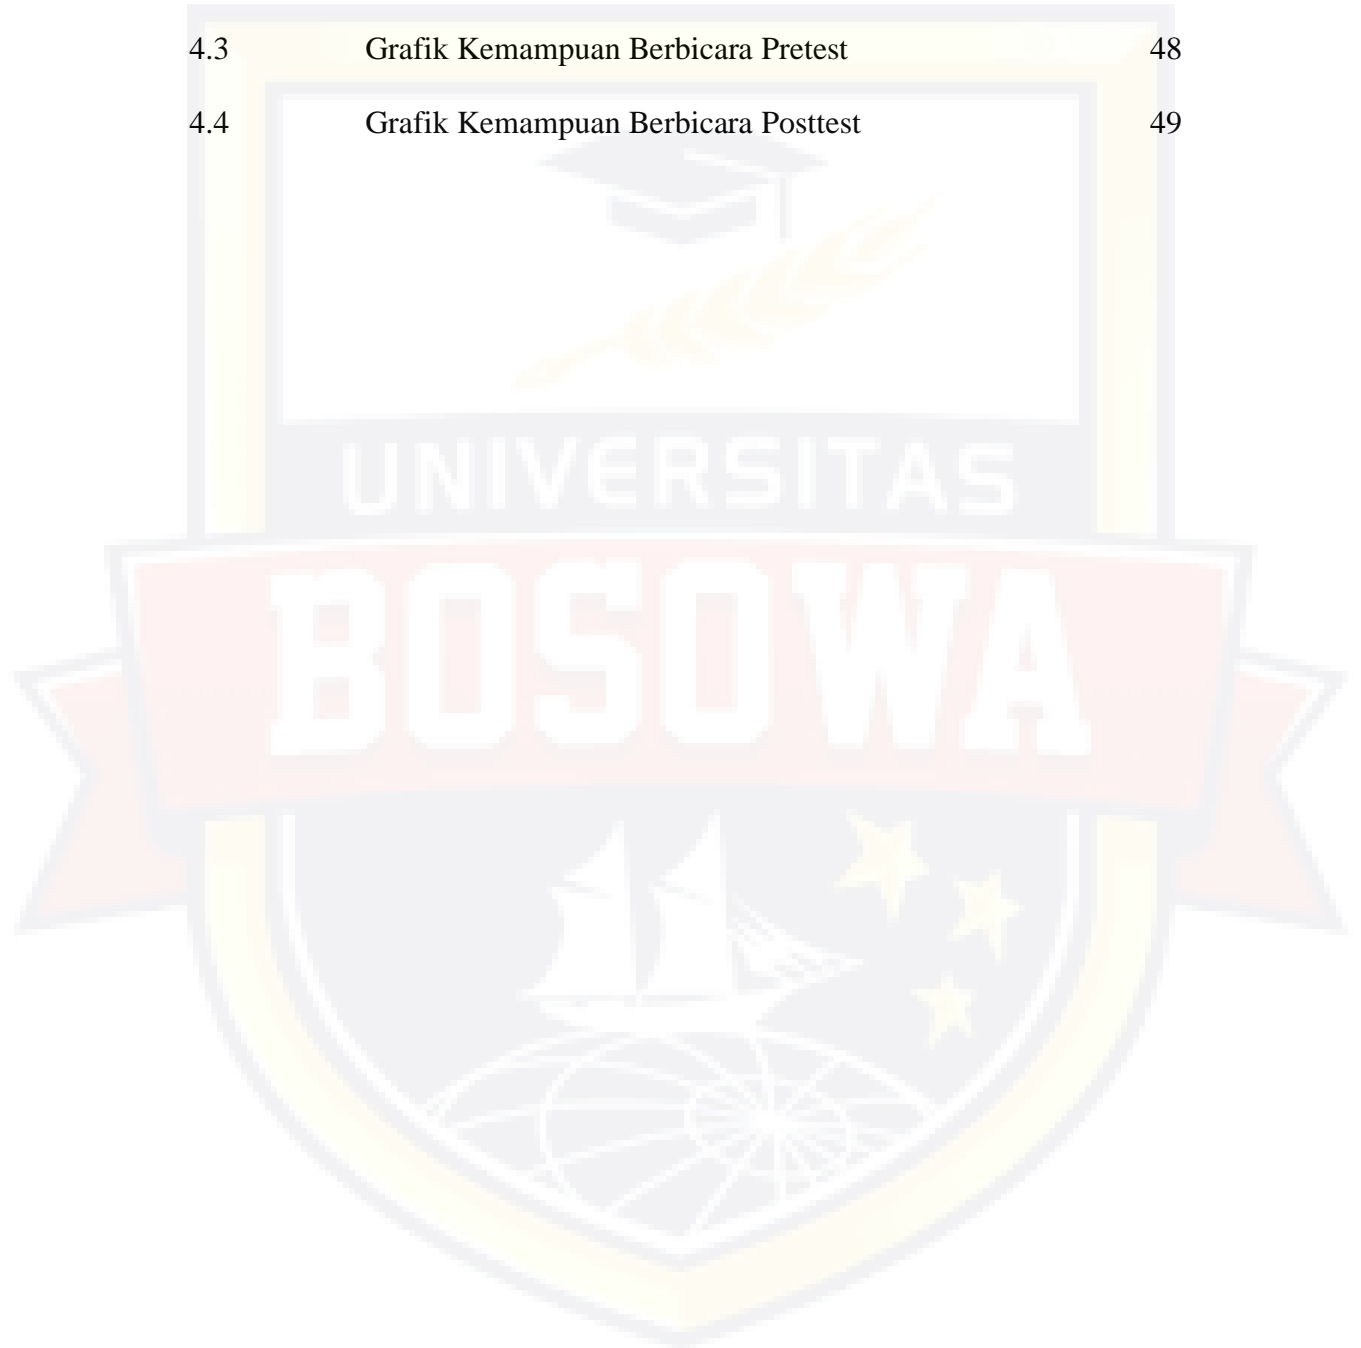 4.3 Grafik Kemampuan Berbicara Pretest 48
4.4 Grafik Kemampuan Berbicara Posttest 49
UNIVERSITAS
BOSOWA